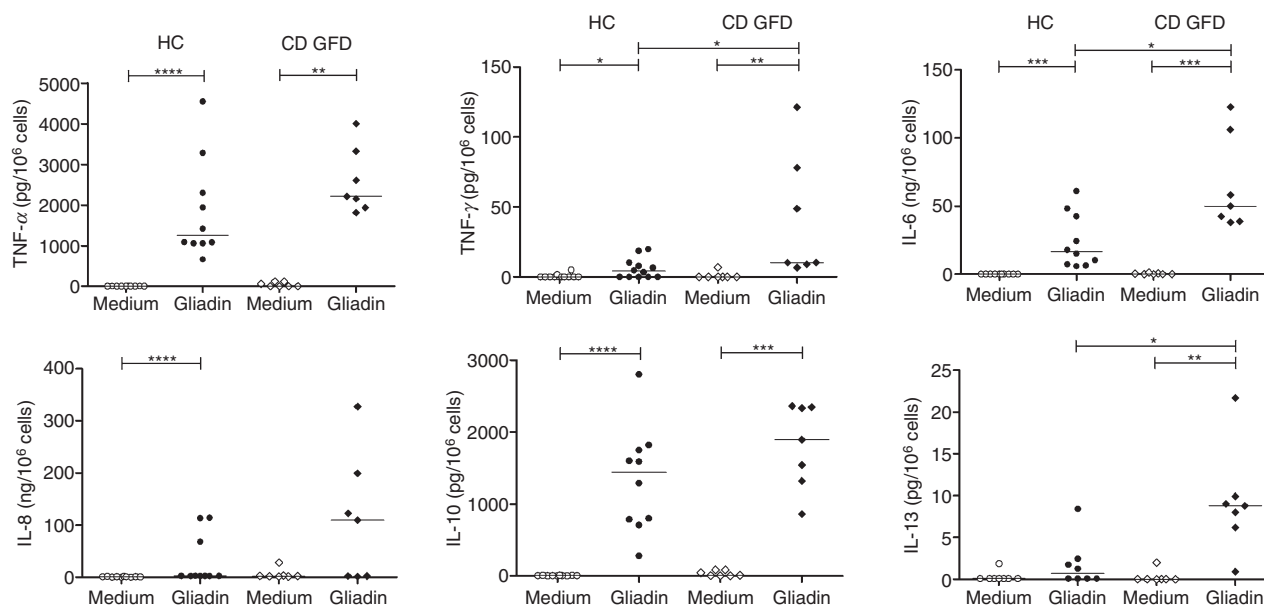 HC CD GFD
****
**
TNF-α (pg/10⁶ cells)
5000
4000
3000
2000
1000
0
Medium Gliadin Medium Gliadin
HC CD GFD
*
*
**
TNF-γ (pg/10⁶ cells)
150
100
50
0
Medium Gliadin Medium Gliadin
HC CD GFD
*
***
***
IL-6 (ng/10⁶ cells)
150
100
50
0
Medium Gliadin Medium Gliadin
****
IL-8 (ng/10⁶ cells)
400
300
200
100
0
Medium Gliadin Medium Gliadin
****
***
IL-10 (pg/10⁶ cells)
3000
2000
1000
0
Medium Gliadin Medium Gliadin
*
**
IL-13 (pg/10⁶ cells)
25
20
15
10
5
0
Medium Gliadin Medium Gliadin